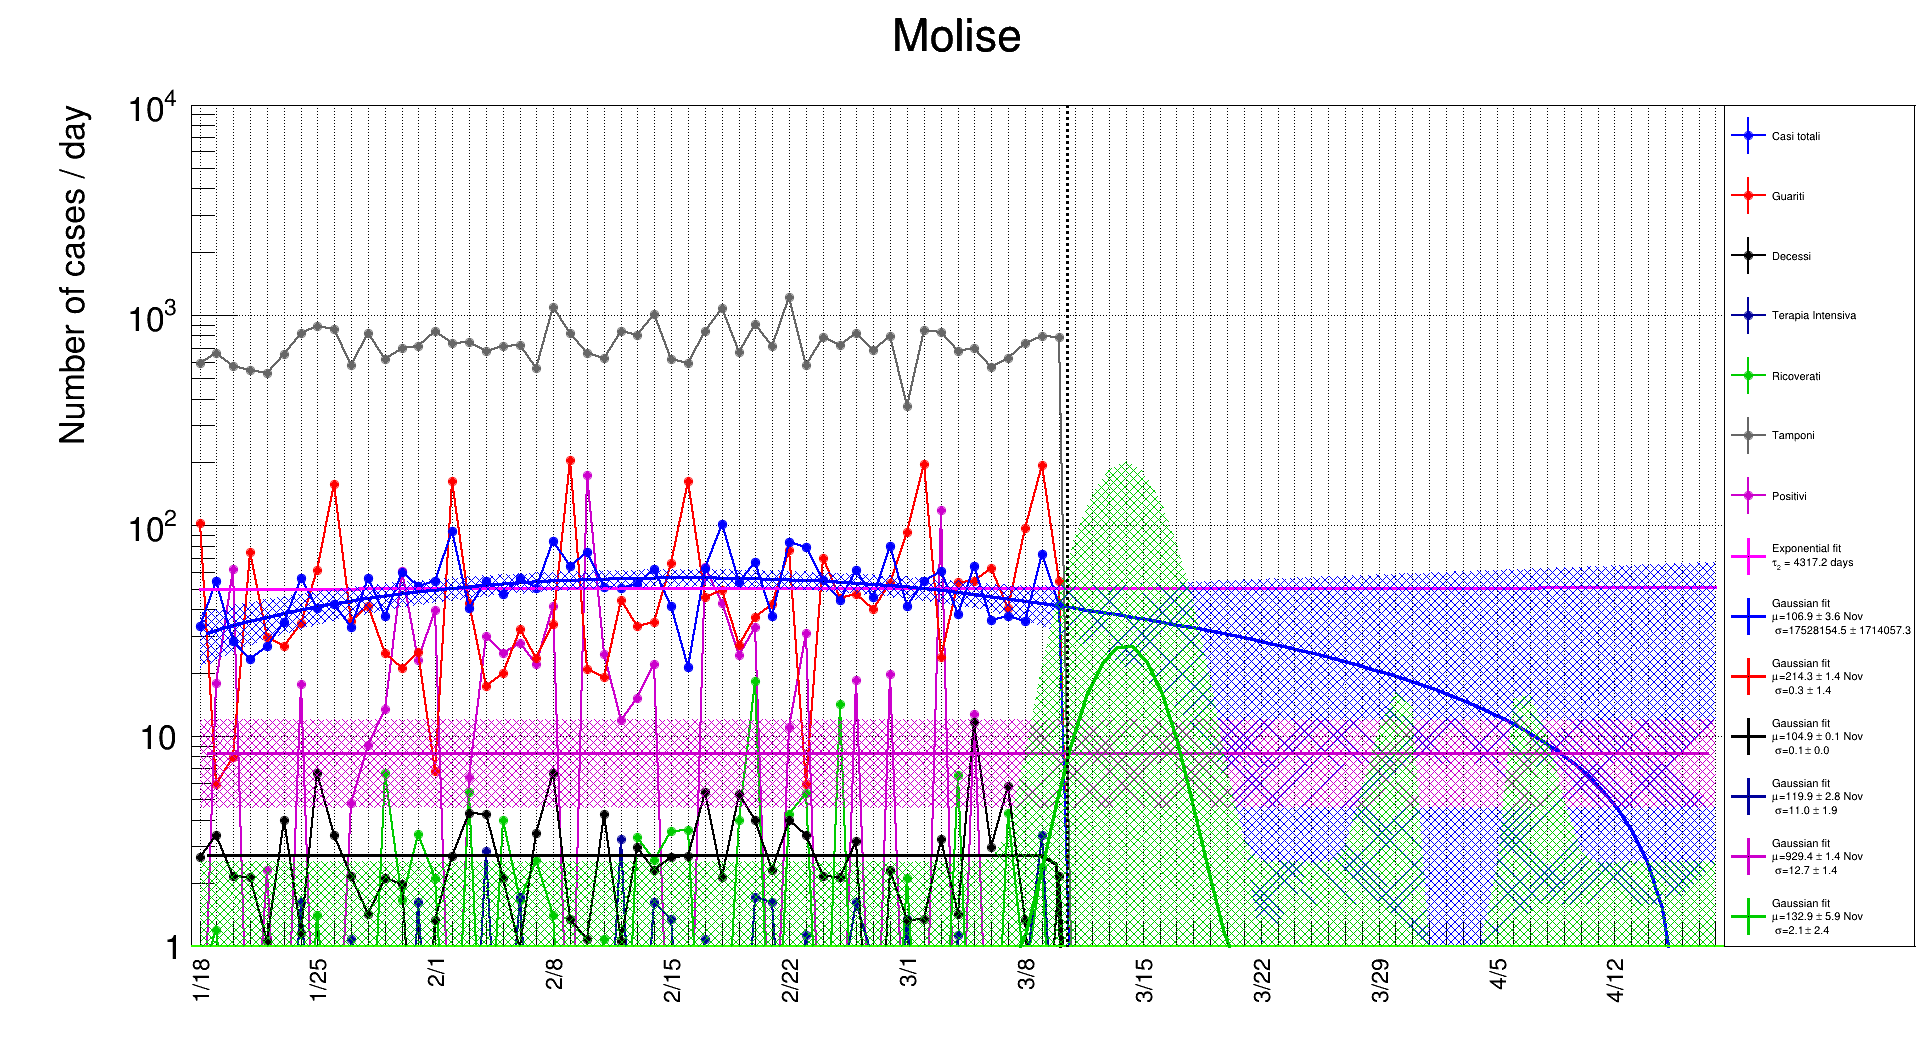 Molise
Number of cases / day
10^4
10^3
10^2
10
1
1/18
1/25
2/1
2/8
2/15
2/22
3/1
3/8
3/15
3/22
3/29
4/5
4/12
Casi totali
Guariti
Decessi
Terapia Intensiva
Ricoverati
Tamponi
Positivi
Exponential fit
τ₂ = 4317.2 days
Gaussian fit
μ=106.9 ± 3.6 Nov
σ=17528154.5 ± 1714057.3
Gaussian fit
μ=214.3 ± 1.4 Nov
σ=0.3 ± 1.4
Gaussian fit
μ=104.9 ± 0.1 Nov
σ=0.1 ± 0.0
Gaussian fit
μ=119.9 ± 2.8 Nov
σ=11.0 ± 1.9
Gaussian fit
μ=929.4 ± 1.4 Nov
σ=12.7 ± 1.4
Gaussian fit
μ=132.9 ± 5.9 Nov
σ=2.1 ± 2.4